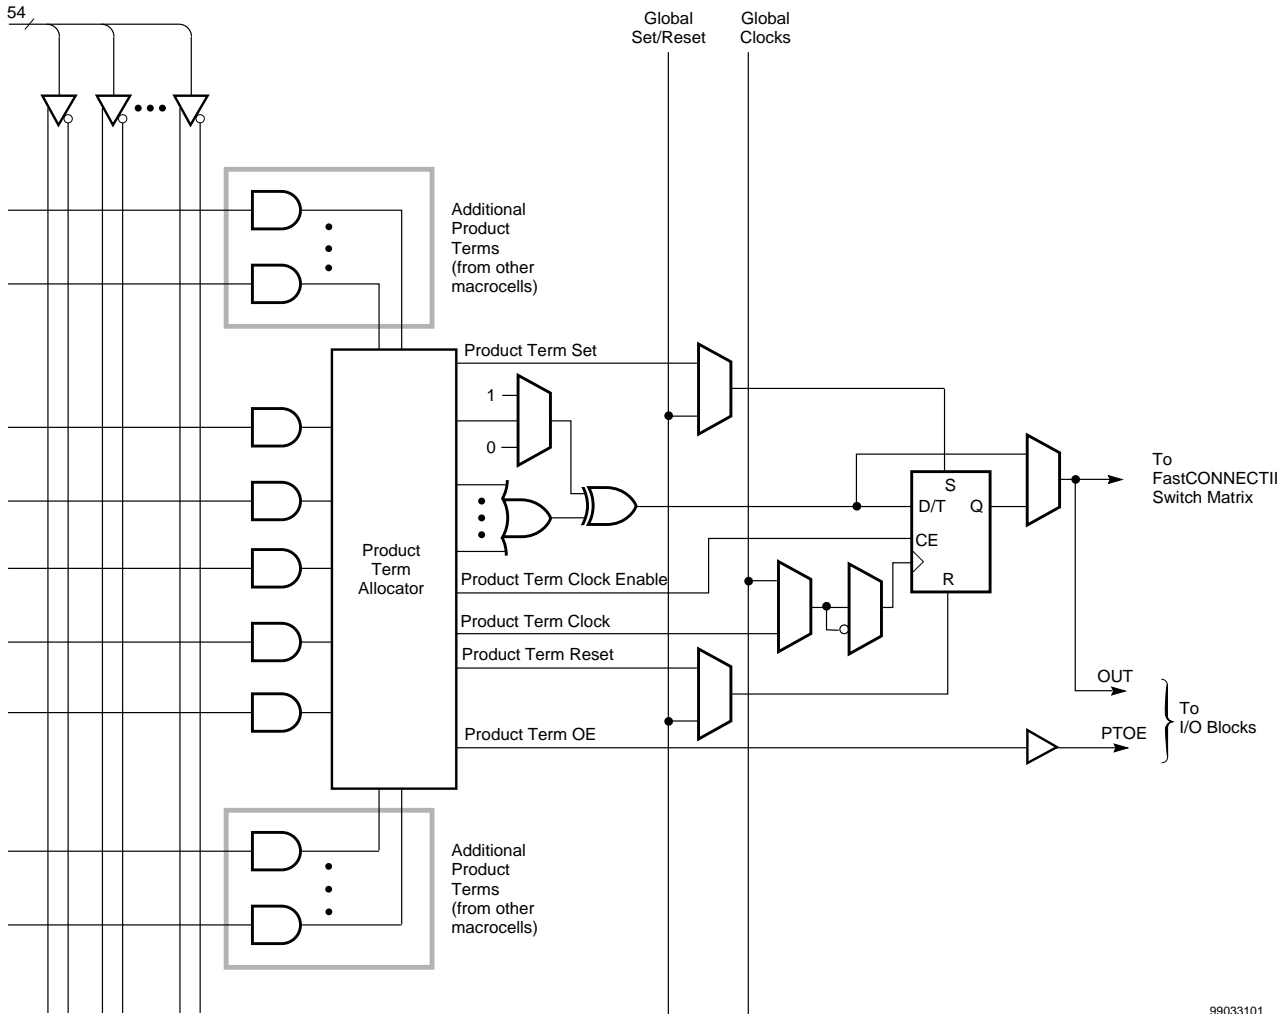 54
Global
Set/Reset
Global
Clocks
Additional
Product
Terms
(from other
macrocells)
Product Term Set
1
0
Product
Term
Allocator
S
D/T
Q
CE
R
To
FastCONNECTII
Switch Matrix
Product Term Clock Enable
Product Term Clock
Product Term Reset
Product Term OE
OUT
PTOE
To
I/O Blocks
Additional
Product
Terms
(from other
macrocells)
99033101